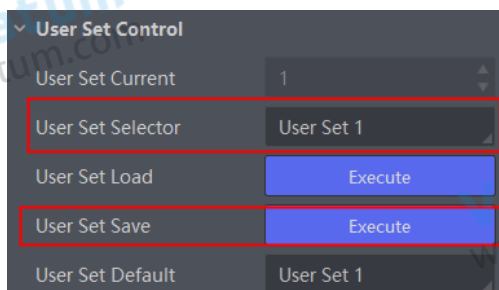 User Set Control
User Set Current 1
User Set Selector User Set 1
User Set Load Execute
User Set Save Execute
User Set Default User Set 1